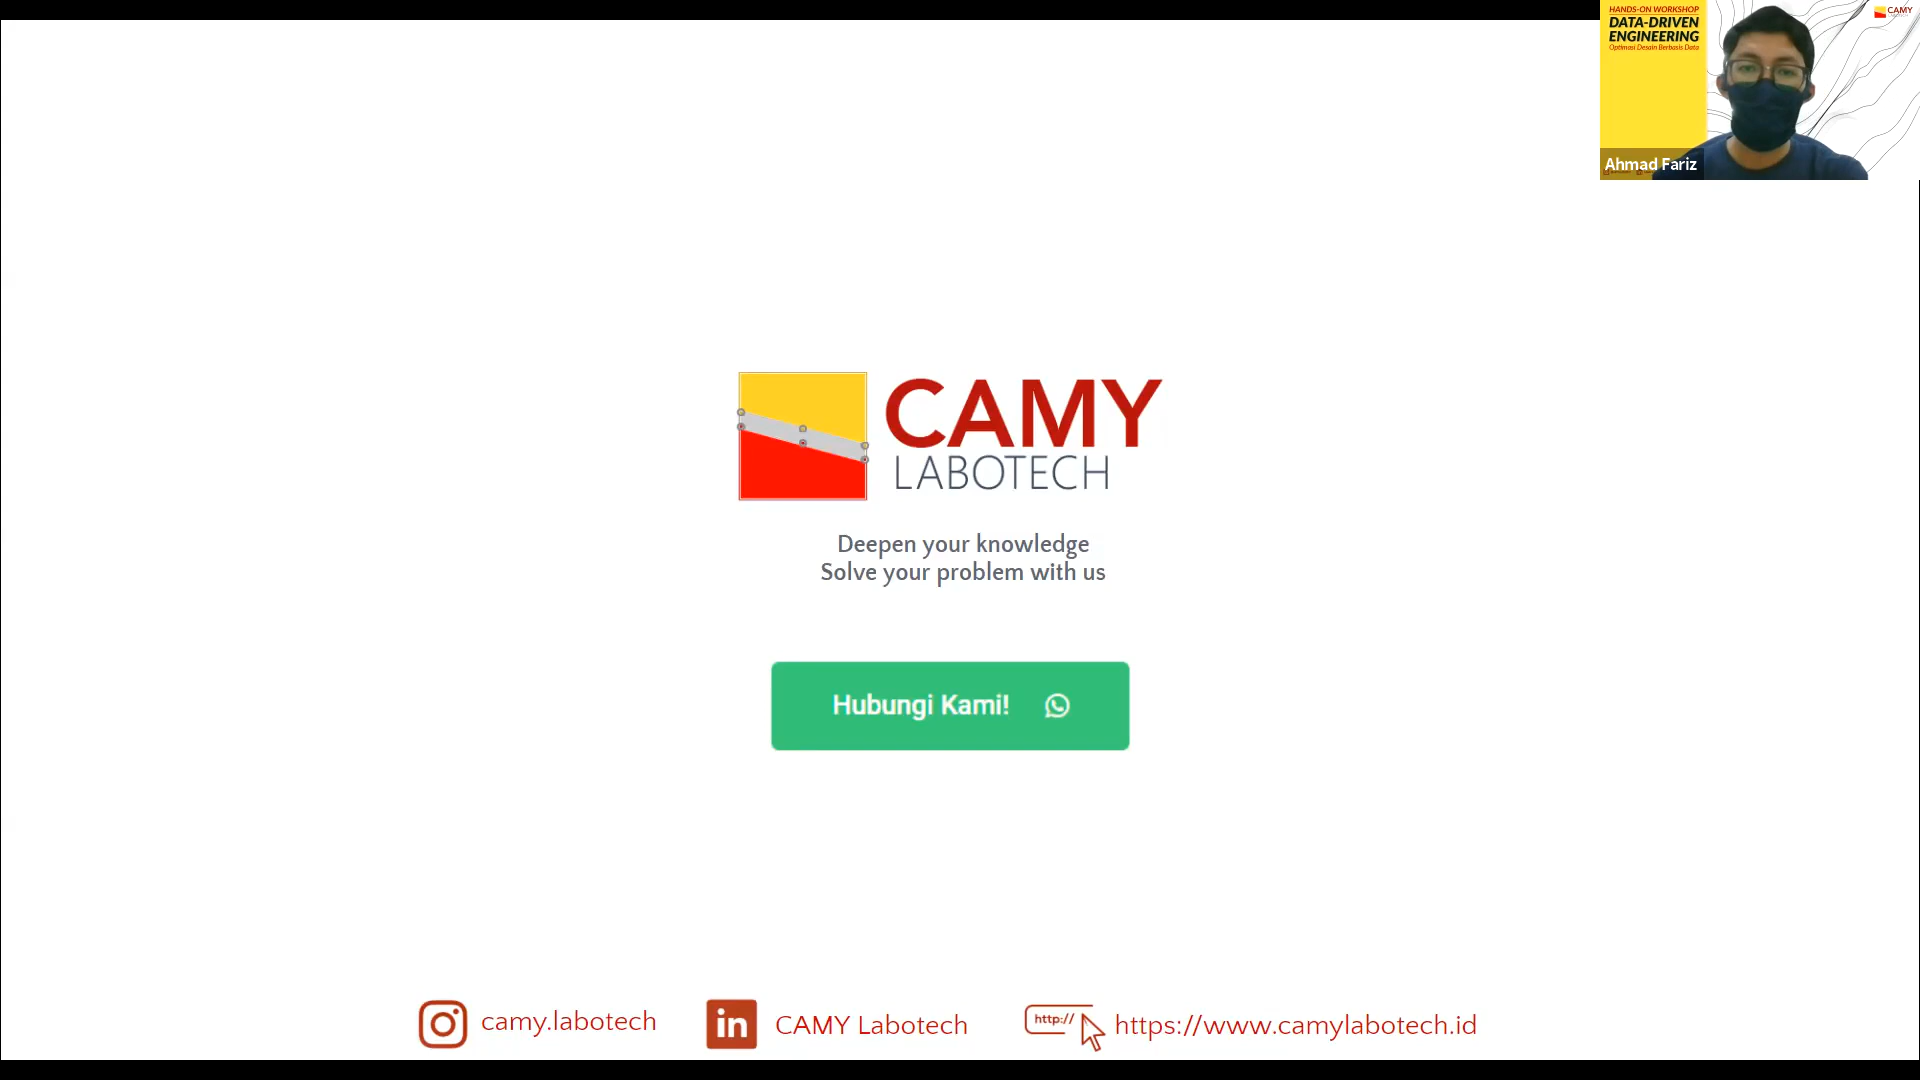 HANDS-ON WORKSHOP
DATA-DRIVEN
ENGINEERING
Optimasi Desain Berbasis Data
CAMY
Ahmad Fariz
CAMY
LABOTECH
Deepen your knowledge
Solve your problem with us
Hubungi Kami!
camy.labotech
in
CAMY Labotech
http://
https://www.camylabotech.id